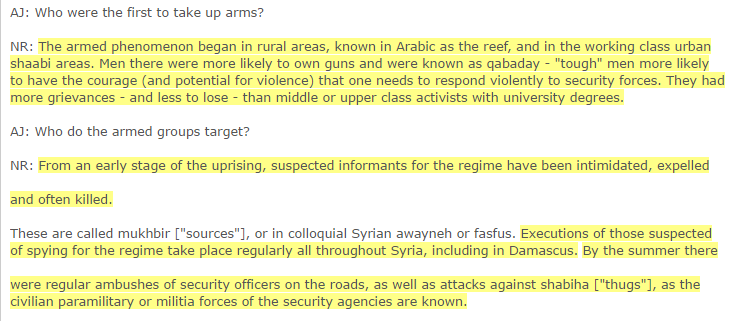 AJ: Who were the first to take up arms?
NR: The armed phenomenon began in rural areas, known in Arabic as the reef, and in the working class urban
shaabi areas. Men there were more likely to own guns and were known as qabaday - "tough" men more likely
to have the courage (and potential for violence) that one needs to respond violently to security forces. They had
more grievances - and less to lose - than middle or upper class activists with university degrees.
AJ: Who do the armed groups target?
NR: From an early stage of the uprising, suspected informants for the regime have been intimidated, expelled
and often killed.
These are called mukhbir ["sources"], or in colloquial Syrian awayneh or fasfus. Executions of those suspected
of spying for the regime take place regularly all throughout Syria, including in Damascus. By the summer there
were regular ambushes of security officers on the roads, as well as attacks against shabiha ["thugs"], as the
civilian paramilitary or militia forces of the security agencies are known.